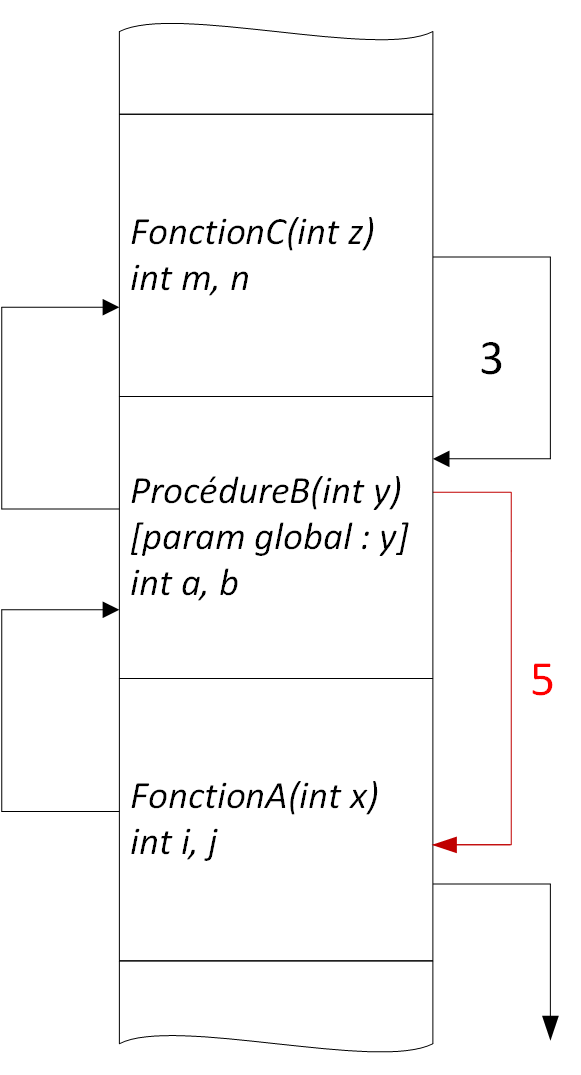 FonctionC(int z)
int m, n
3
ProcédureB(int y)
[param global : y]
int a, b
5
FonctionA(int x)
int i, j